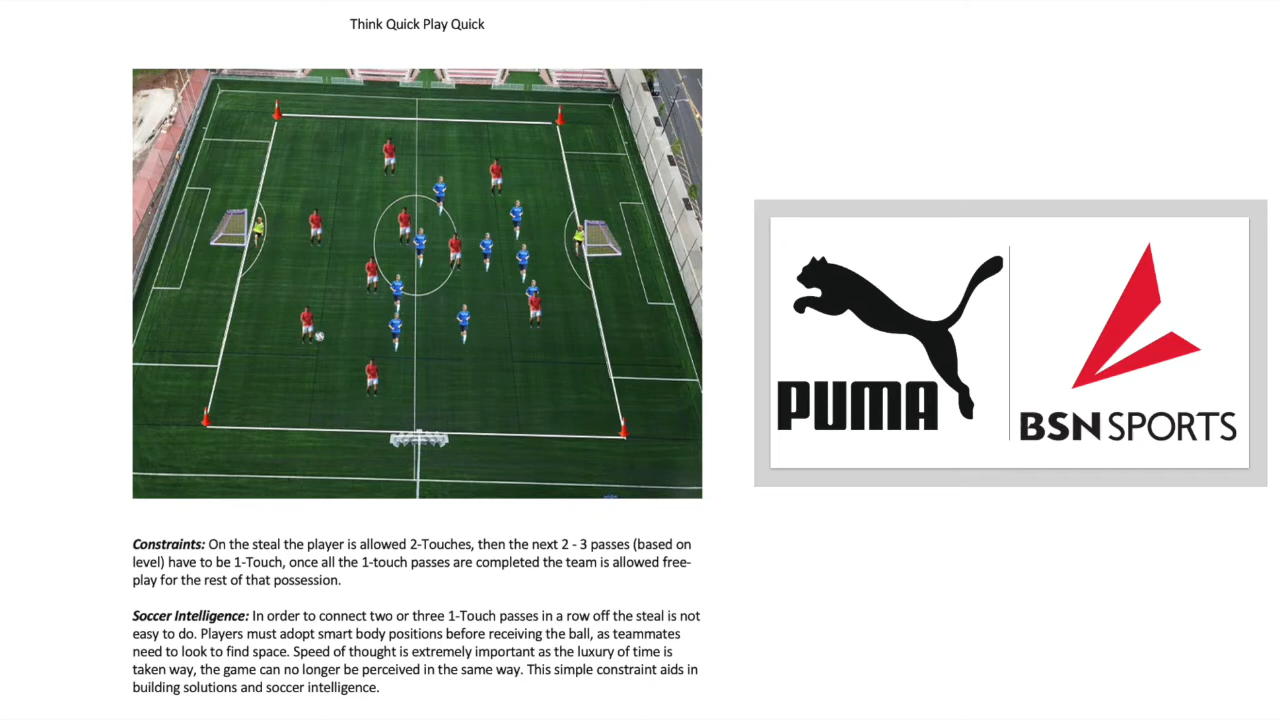 Think Quick Play Quick
Constraints: On the steal the player is allowed 2-Touches, then the next 2 - 3 passes (based on
level) have to be 1-Touch, once all the 1-touch passes are completed the team is allowed free-
play for the rest of that possession.
Soccer Intelligence: In order to connect two or three 1-Touch passes in a row off the steal is not
easy to do. Players must adopt smart body positions before receiving the ball, as teammates
need to look to find space. Speed of thought is extremely important as the luxury of time is
taken way, the game can no longer be perceived in the same way. This simple constraint aids in
building solutions and soccer intelligence.
PUMA
BSN SPORTS